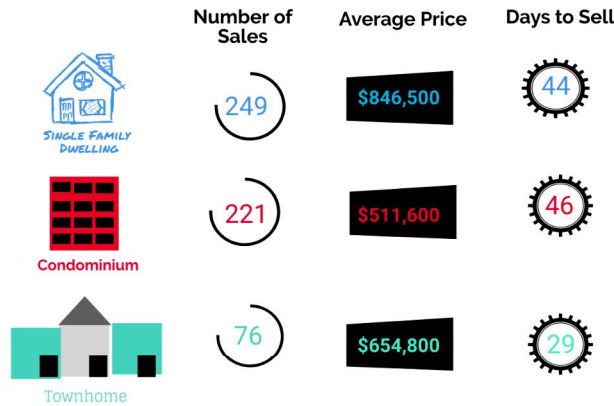 Number of
Sales
Average Price
Days to Sell
249
$846,500
44
SINGLE FAMILY
DWELLING
221
$511,600
46
Condominium
76
$654,800
29
Townhome